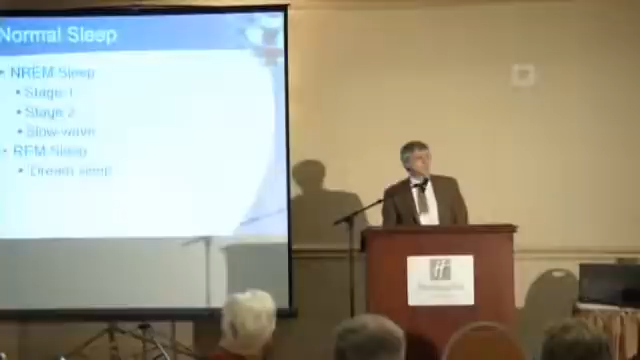 Normal Sleep
• NREM Sleep
• Stage 1
• Stage 2
• Slow-wave
• REM Sleep
• Dream sleep